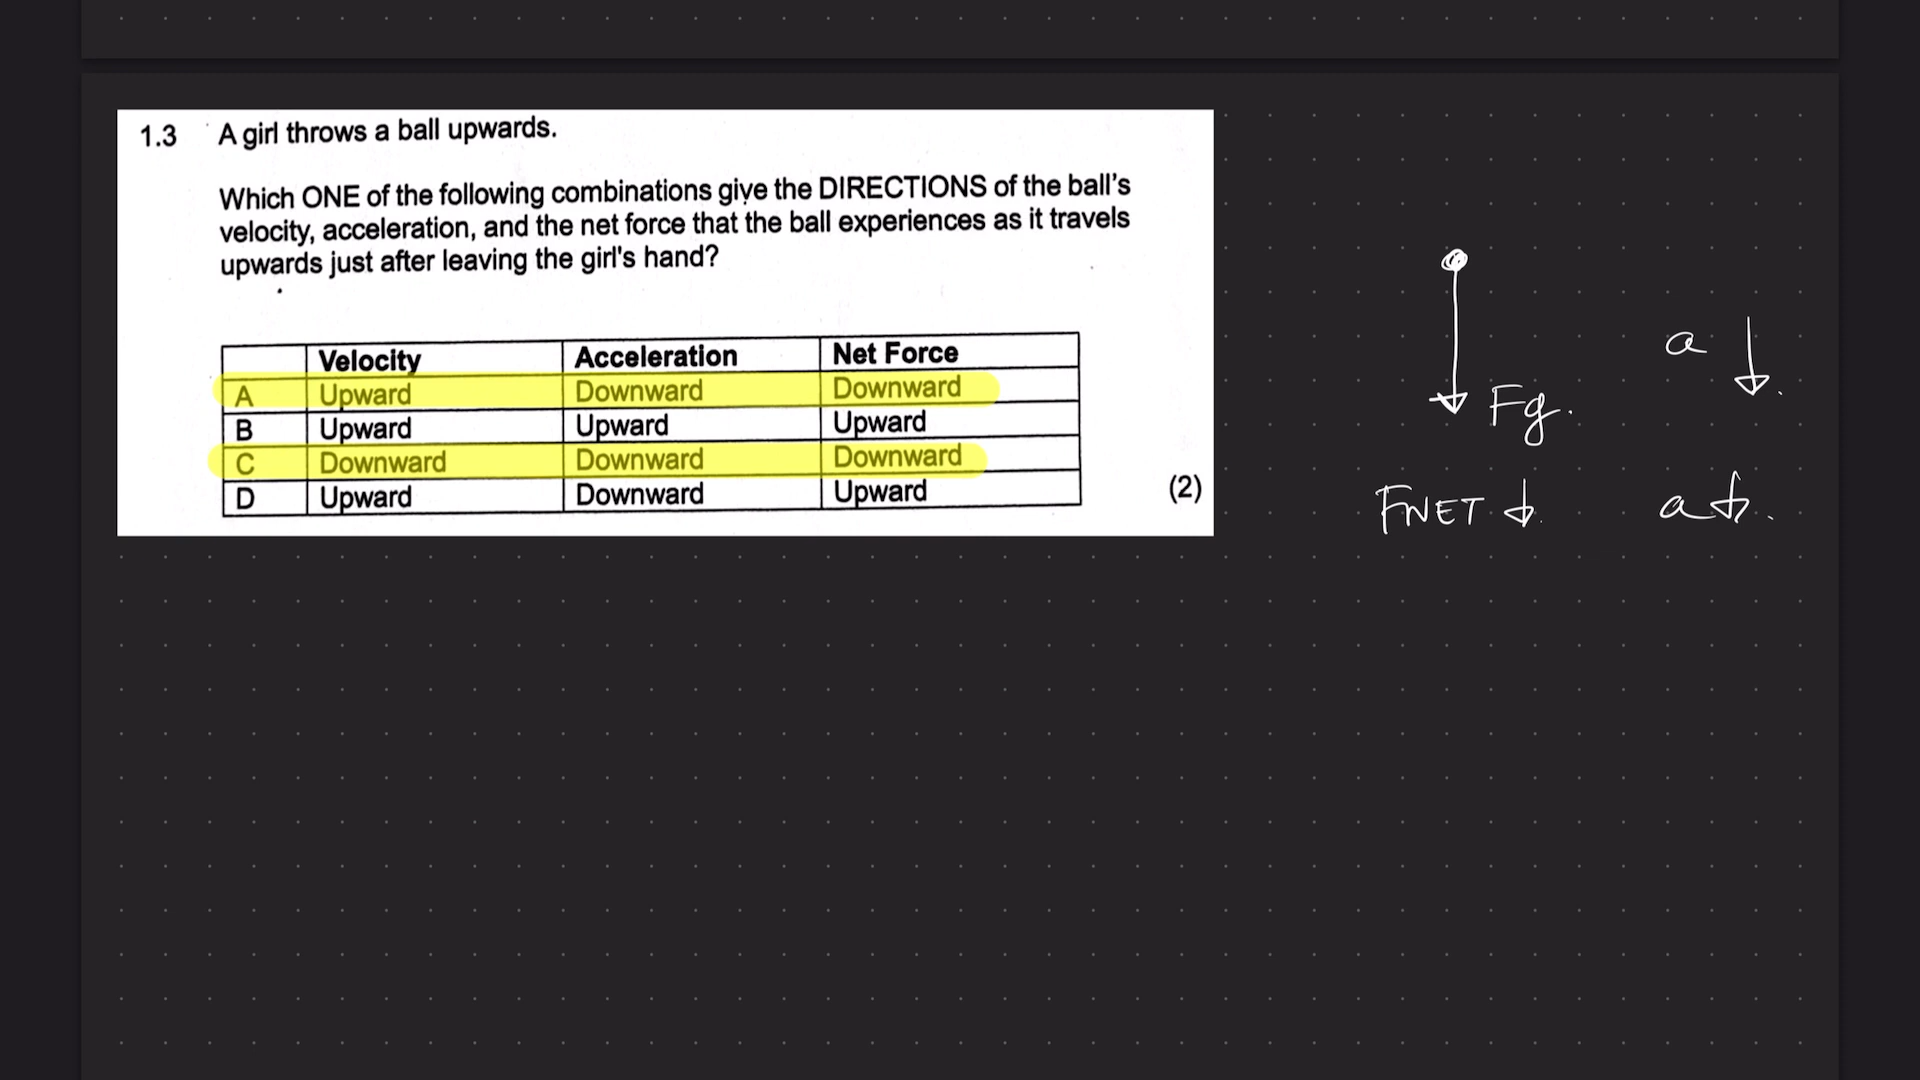 1.3 A girl throws a ball upwards.
Which ONE of the following combinations give the DIRECTIONS of the ball's
velocity, acceleration, and the net force that the ball experiences as it travels
upwards just after leaving the girl's hand?
Velocity Acceleration Net Force
A Upward Downward Downward
B Upward Upward Upward
C Downward Downward Downward
D Upward Downward Upward
(2)
a ↓
Fg
FNET ↓ a ↓